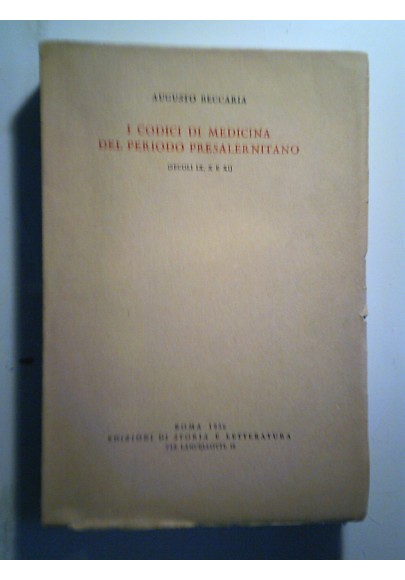 AUGUSTO BECCARIA
I CODICI DI MEDICINA
DEL PERIODO PRESALERNITANO
(SECOLI IX, X E XI)
ROMA 1956
EDIZIONI DI STORIA E LETTERATURA
VIA LANCELLOTTI, 18